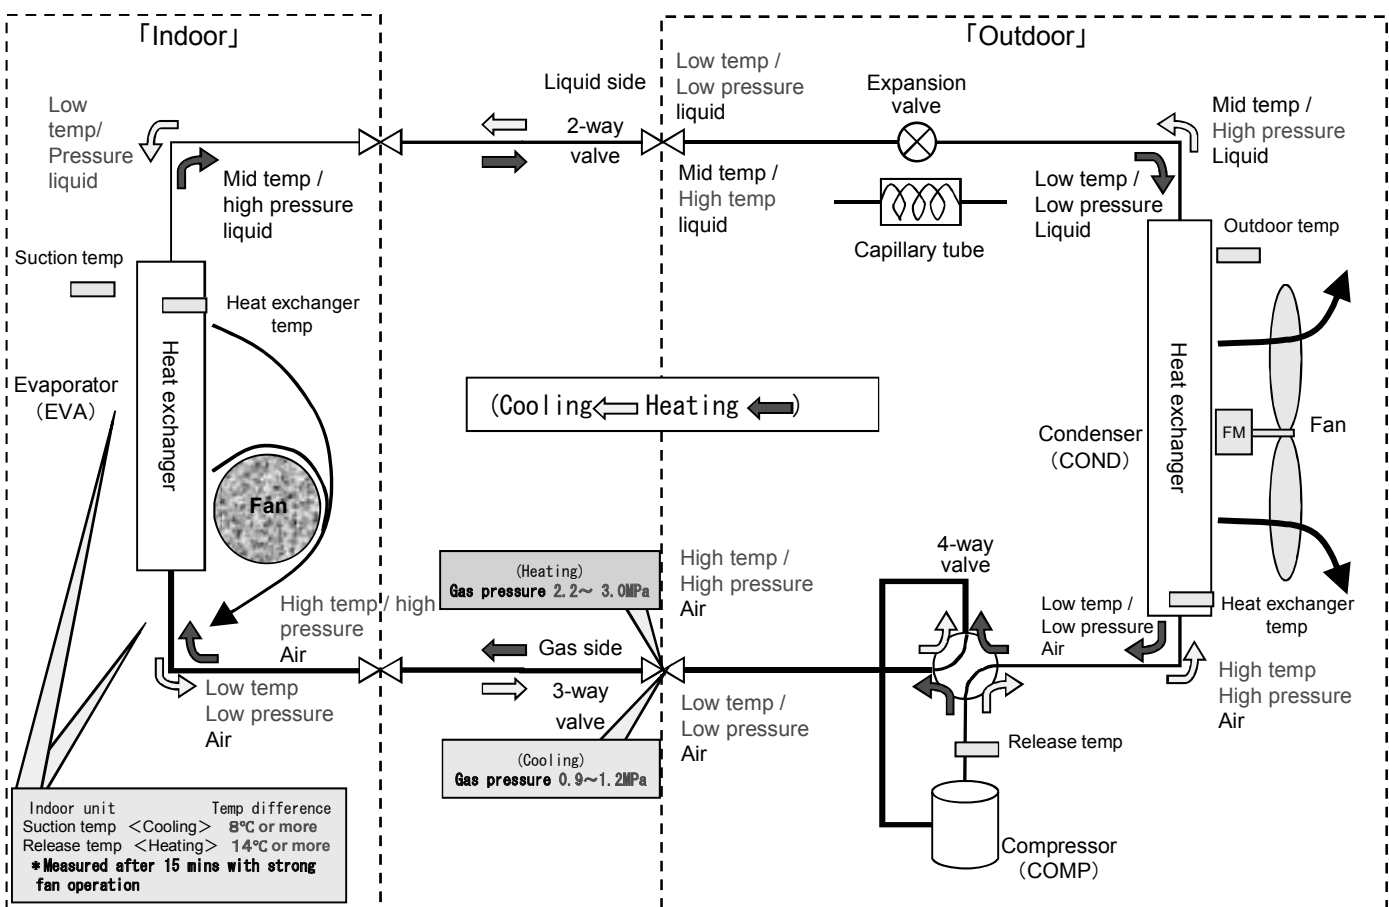 「Indoor」
「Outdoor」
Low
temp/
Pressure
liquid
Mid temp /
high pressure
liquid
Liquid side
2-way
valve
Low temp /
Low pressure
liquid
Mid temp /
High temp
liquid
Expansion
valve
Capillary tube
Mid temp /
High pressure
Liquid
Low temp /
Low pressure
Liquid
Suction temp
Heat exchanger
temp
Heat exchanger
Evaporator
（EVA）
Fan
(Cooling Heating )
Outdoor temp
Heat exchanger
Condenser
（COND）
FM
Fan
Heat exchanger
temp
(Heating)
Gas pressure 2.2～ 3.0MPa
High temp / high
pressure
Air
Gas side
3-way
valve
Low temp
Low pressure
Air
(Cooling)
Gas pressure 0.9～1.2MPa
High temp /
High pressure
Air
Low temp /
Low pressure
Air
4-way
valve
Low temp /
Low pressure
Air
High temp
High pressure
Air
Release temp
Compressor
（COMP）
Indoor unit Temp difference
Suction temp ＜Cooling＞ 8℃ or more
Release temp ＜Heating＞ 14℃ or more
*Measured after 15 mins with strong
fan operation